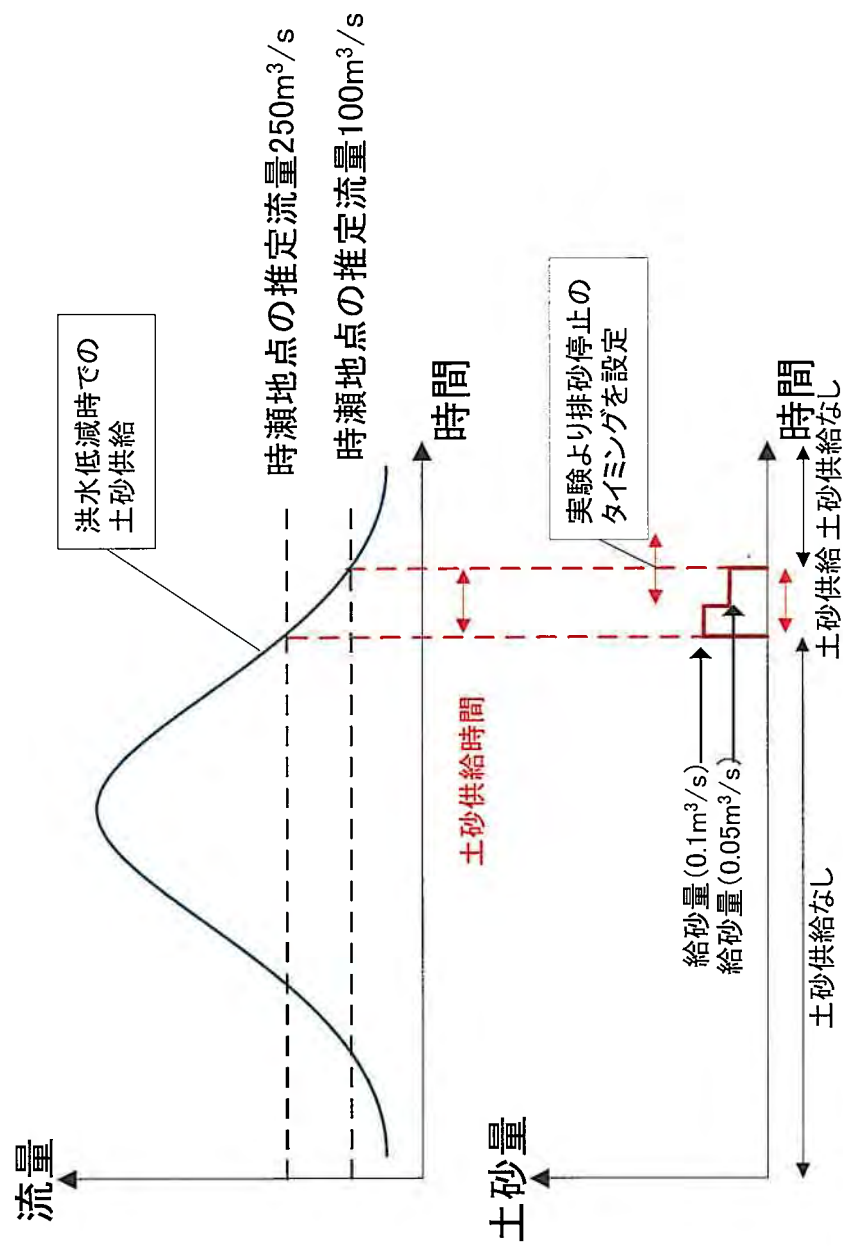 流量
洪水低減時での
土砂供給
時瀬地点の推定流量250m³/s
時瀬地点の推定流量100m³/s
時間
土砂供給時間
実験より排砂停止の
タイミングを設定
土砂量
給砂量(0.1m³/s)
給砂量(0.05m³/s)
時間
土砂供給なし
土砂供給
土砂供給なし